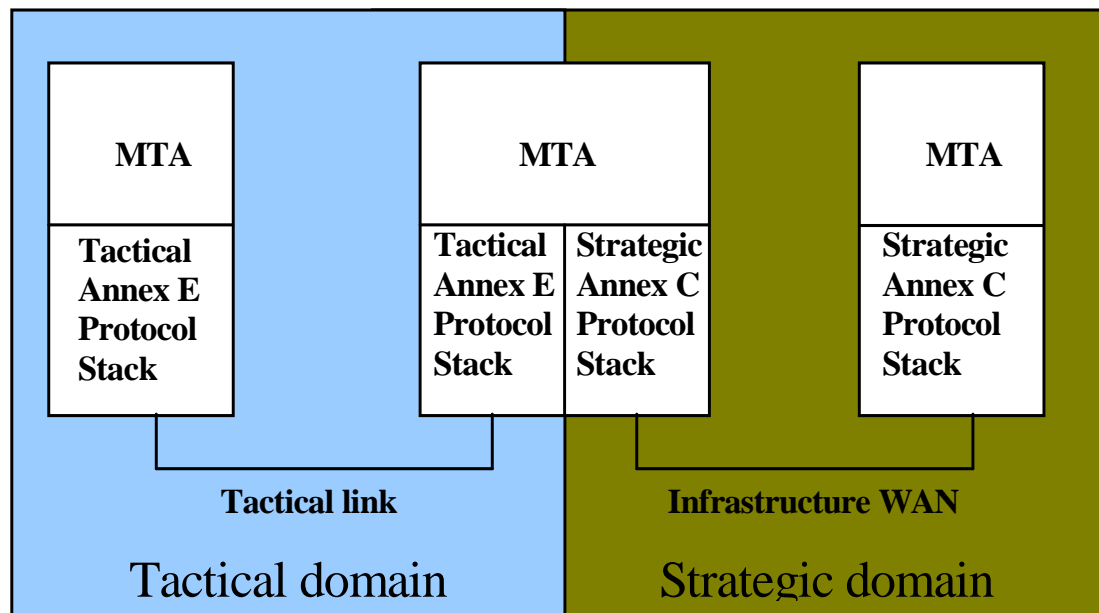 MTA
MTA
MTA
Tactical
Annex E
Protocol
Stack
Tactical
Annex E
Protocol
Stack
Strategic
Annex C
Protocol
Stack
Strategic
Annex C
Protocol
Stack
Tactical link
Infrastructure WAN
Tactical domain
Strategic domain